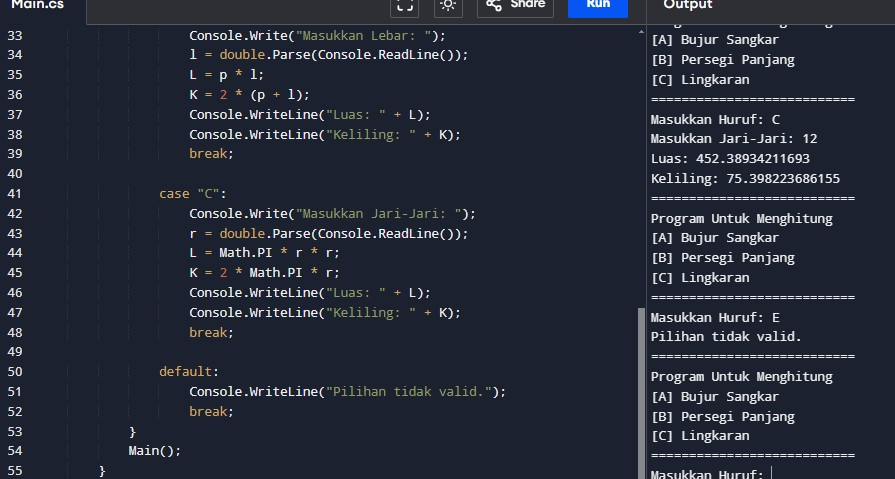 Main.cs
Share
Run
Output
33 Console.Write("Masukkan Lebar: ");
34 l = double.Parse(Console.ReadLine());
35 L = p * l;
36 K = 2 * (p + l);
37 Console.WriteLine("Luas: " + L);
38 Console.WriteLine("Keliling: " + K);
39 break;
40
41 case "C":
42 Console.Write("Masukkan Jari-Jari: ");
43 r = double.Parse(Console.ReadLine());
44 L = Math.PI * r * r;
45 K = 2 * Math.PI * r;
46 Console.WriteLine("Luas: " + L);
47 Console.WriteLine("Keliling: " + K);
48 break;
49
50 default:
51 Console.WriteLine("Pilihan tidak valid.");
52 break;
53 }
54 Main();
55 }
Program Untuk Menghitung
[A] Bujur Sangkar
[B] Persegi Panjang
[C] Lingkaran
===========================
Masukkan Huruf: C
Masukkan Jari-Jari: 12
Luas: 452.38934211693
Keliling: 75.398223686155
===========================
Program Untuk Menghitung
[A] Bujur Sangkar
[B] Persegi Panjang
[C] Lingkaran
===========================
Masukkan Huruf: E
Pilihan tidak valid.
===========================
Program Untuk Menghitung
[A] Bujur Sangkar
[B] Persegi Panjang
[C] Lingkaran
===========================
Masukkan Huruf: